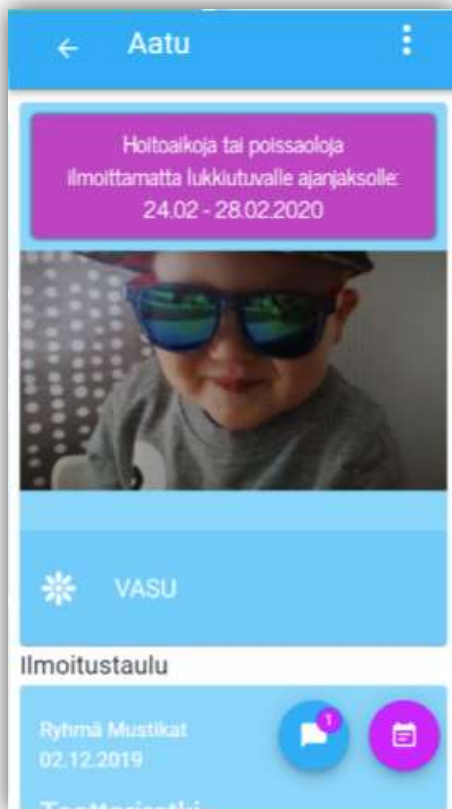 Aatu
Hoitoaikoja tai poissaoloja
ilmoittamatta lukkiutuvalle ajanjaksolle:
24.02 - 28.02.2020
VASU
Ilmoitustaulu
Ryhmä Mustikat
1
02.12.2019